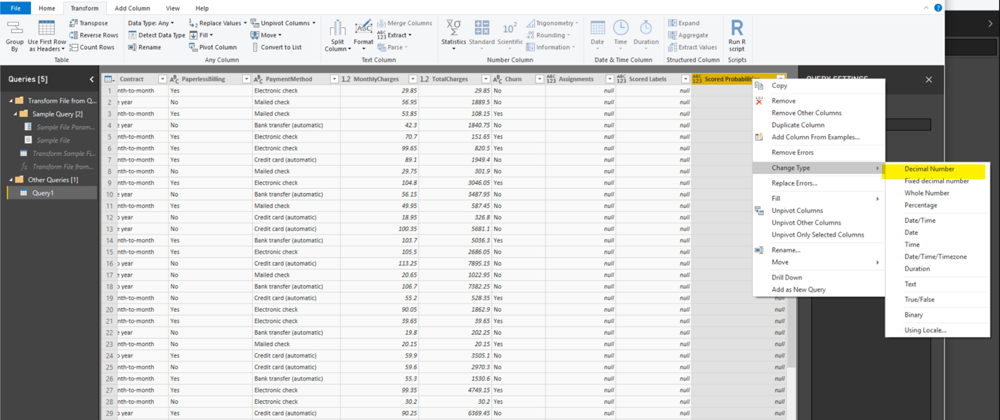 File Home Transform Add Column View Help
Group By
Use First Row as Headers
Transpose
Reverse Rows
Count Rows
Table
Data Type: Any
Detect Data Type
Rename
Replace Values
Fill
Pivot Column
Unpivot Columns
Move
Convert to List
Any Column
Split Column
Format
Merge Columns
Extract
Parse
Text Column
Statistics
Standard
Scientific
Trigonometry
Rounding
Information
Number Column
Date
Time
Duration
Date & Time Column
Expand
Aggregate
Extract Values
Structured Column
Run R script
Scripts
Queries [5]
Transform File from Q...
Sample Query [2]
Sample File Param...
Sample File
Transform Sample Fi...
Transform File from...
Other Queries [1]
Query1
Contract PaperlessBilling PaymentMethod MonthlyCharges TotalCharges Churn Assignments Scored Labels Scored Probabilitie
1 nth-to-month Yes Electronic check 29.85 29.85 No null null
2 e year No Mailed check 56.95 1889.5 No null null
3 nth-to-month Yes Mailed check 53.85 108.15 Yes null null
4 e year No Bank transfer (automatic) 42.3 1840.75 No null null
5 nth-to-month Yes Electronic check 70.7 151.65 Yes null null
6 nth-to-month Yes Electronic check 99.65 820.5 Yes null null
7 nth-to-month Yes Credit card (automatic) 89.1 1949.4 No null null
8 nth-to-month No Mailed check 29.75 301.9 No null null
9 nth-to-month Yes Electronic check 104.8 3046.05 Yes null null
10 e year No Bank transfer (automatic) 56.15 3487.95 No null null
11 nth-to-month Yes Mailed check 49.95 587.45 No null null
12 o year No Credit card (automatic) 18.95 326.8 No null null
13 e year No Credit card (automatic) 100.35 5681.1 No null null
14 nth-to-month Yes Bank transfer (automatic) 103.7 5036.3 Yes null null
15 nth-to-month Yes Electronic check 105.5 2686.05 No null null
16 o year No Credit card (automatic) 113.25 7895.15 No null null
17 e year No Mailed check 20.65 1022.95 No null null
18 o year No Bank transfer (automatic) 106.7 7382.25 No null null
19 nth-to-month No Credit card (automatic) 55.2 528.35 Yes null null null
20 nth-to-month Yes Electronic check 90.05 1862.9 No null null null
21 nth-to-month Yes Electronic check 39.65 39.65 Yes null null null
22 e year No Bank transfer (automatic) 19.8 202.25 No null null null
23 nth-to-month No Mailed check 20.15 20.15 Yes null null null
24 o year Yes Credit card (automatic) 59.9 3505.1 No null null null
25 nth-to-month No Credit card (automatic) 59.6 2970.3 No null null null
26 nth-to-month Yes Bank transfer (automatic) 55.3 1530.6 No null null null
27 nth-to-month Yes Electronic check 99.35 4749.15 Yes null null null
28 nth-to-month No Electronic check 30.2 30.2 Yes null null null
29 o year Yes Credit card (automatic) 90.25 6369.45 No null null null
QUERY SETTINGS
Copy
Remove
Remove Other Columns
Duplicate Column
Add Column From Examples...
Remove Errors
Change Type
Replace Errors...
Fill
Unpivot Columns
Unpivot Other Columns
Unpivot Only Selected Columns
Rename...
Move
Drill Down
Add as New Query
Decimal Number
Fixed decimal number
Whole Number
Percentage
Date/Time
Date
Time
Date/Time/Timezone
Duration
Text
True/False
Binary
Using Locale...